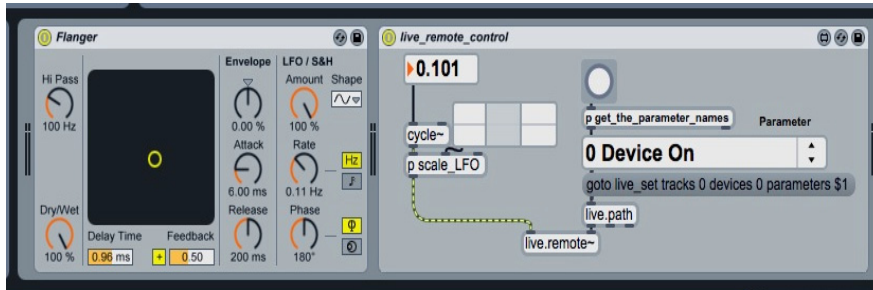 Flanger
Hi Pass
100 Hz
Dry/Wet
100 %
Delay Time
0.96 ms
+
Feedback
0.50
Envelope
0.00 %
Attack
6.00 ms
Release
200 ms
LFO / S&H
Amount
Shape
100 %
Rate
Hz
0.11 Hz
Phase
180°
live_remote_control
0.101
cycle~
~
p scale_LFO
p get_the_parameter_names
Parameter
0 Device On
goto live_set tracks 0 devices 0 parameters $1
live.path
live.remote~